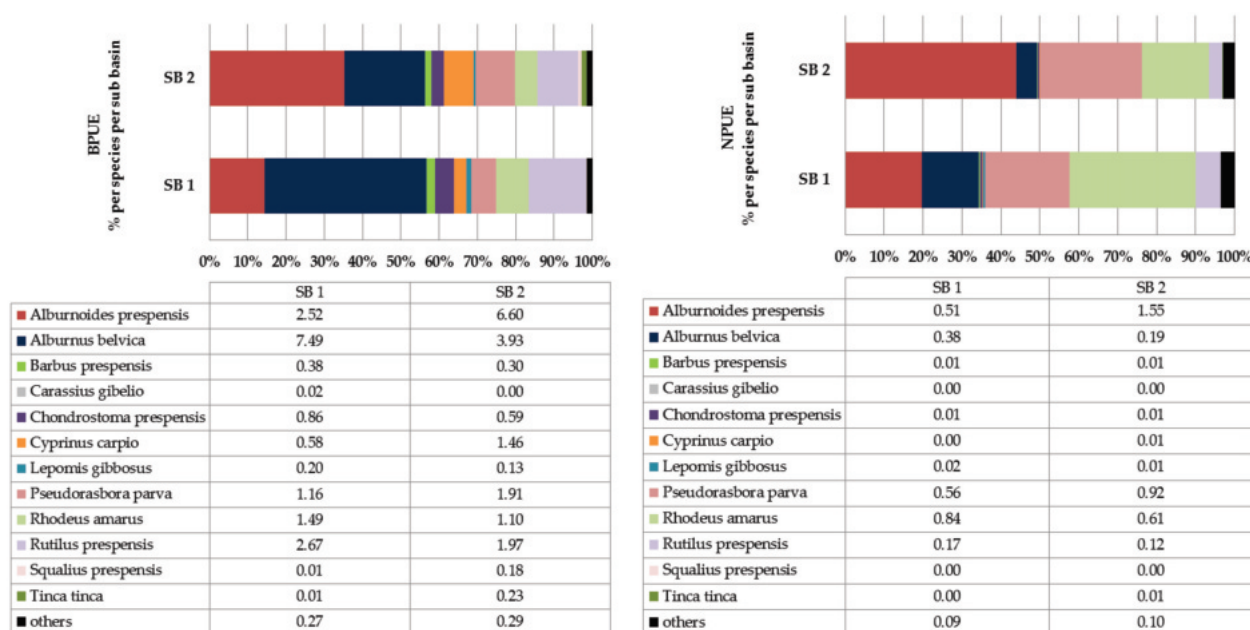 BPUE
% per species per sub basin
SB 2
SB 1
0% 10% 20% 30% 40% 50% 60% 70% 80% 90% 100%
SB 1 SB 2
Alburnoides prespensis 2.52 6.60
Alburnus belvica 7.49 3.93
Barbus prespensis 0.38 0.30
Carassius gibelio 0.02 0.00
Chondrostoma prespensis 0.86 0.59
Cyprinus carpio 0.58 1.46
Lepomis gibbosus 0.20 0.13
Pseudorasbora parva 1.16 1.91
Rhodeus amarus 1.49 1.10
Rutilus prespensis 2.67 1.97
Squalius prespensis 0.01 0.18
Tinca tinca 0.01 0.23
others 0.27 0.29
NPUE
% per species per sub basin
SB 2
SB 1
0% 10% 20% 30% 40% 50% 60% 70% 80% 90% 100%
SB 1 SB 2
Alburnoides prespensis 0.51 1.55
Alburnus belvica 0.38 0.19
Barbus prespensis 0.01 0.01
Carassius gibelio 0.00 0.00
Chondrostoma prespensis 0.01 0.01
Cyprinus carpio 0.00 0.01
Lepomis gibbosus 0.02 0.01
Pseudorasbora parva 0.56 0.92
Rhodeus amarus 0.84 0.61
Rutilus prespensis 0.17 0.12
Squalius prespensis 0.00 0.00
Tinca tinca 0.00 0.01
others 0.09 0.10